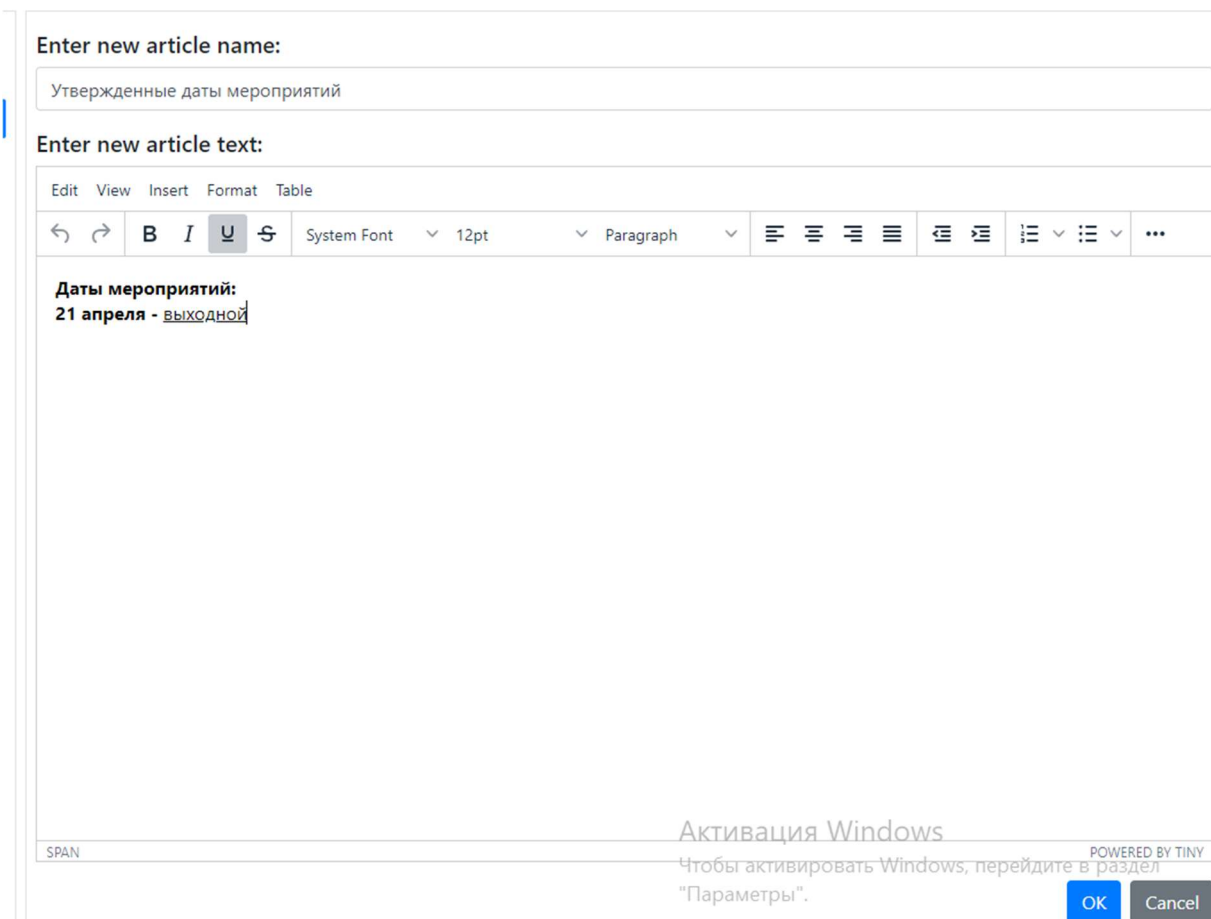 Enter new article name:
Утвержденные даты мероприятий
Enter new article text:
Edit View Insert Format Table
B I U S System Font 12pt Paragraph
Даты мероприятий:
21 апреля - выходной
Активация Windows
SPAN POWERED BY TINY
Чтобы активировать Windows, перейдите в раздел
"Параметры".
OK Cancel